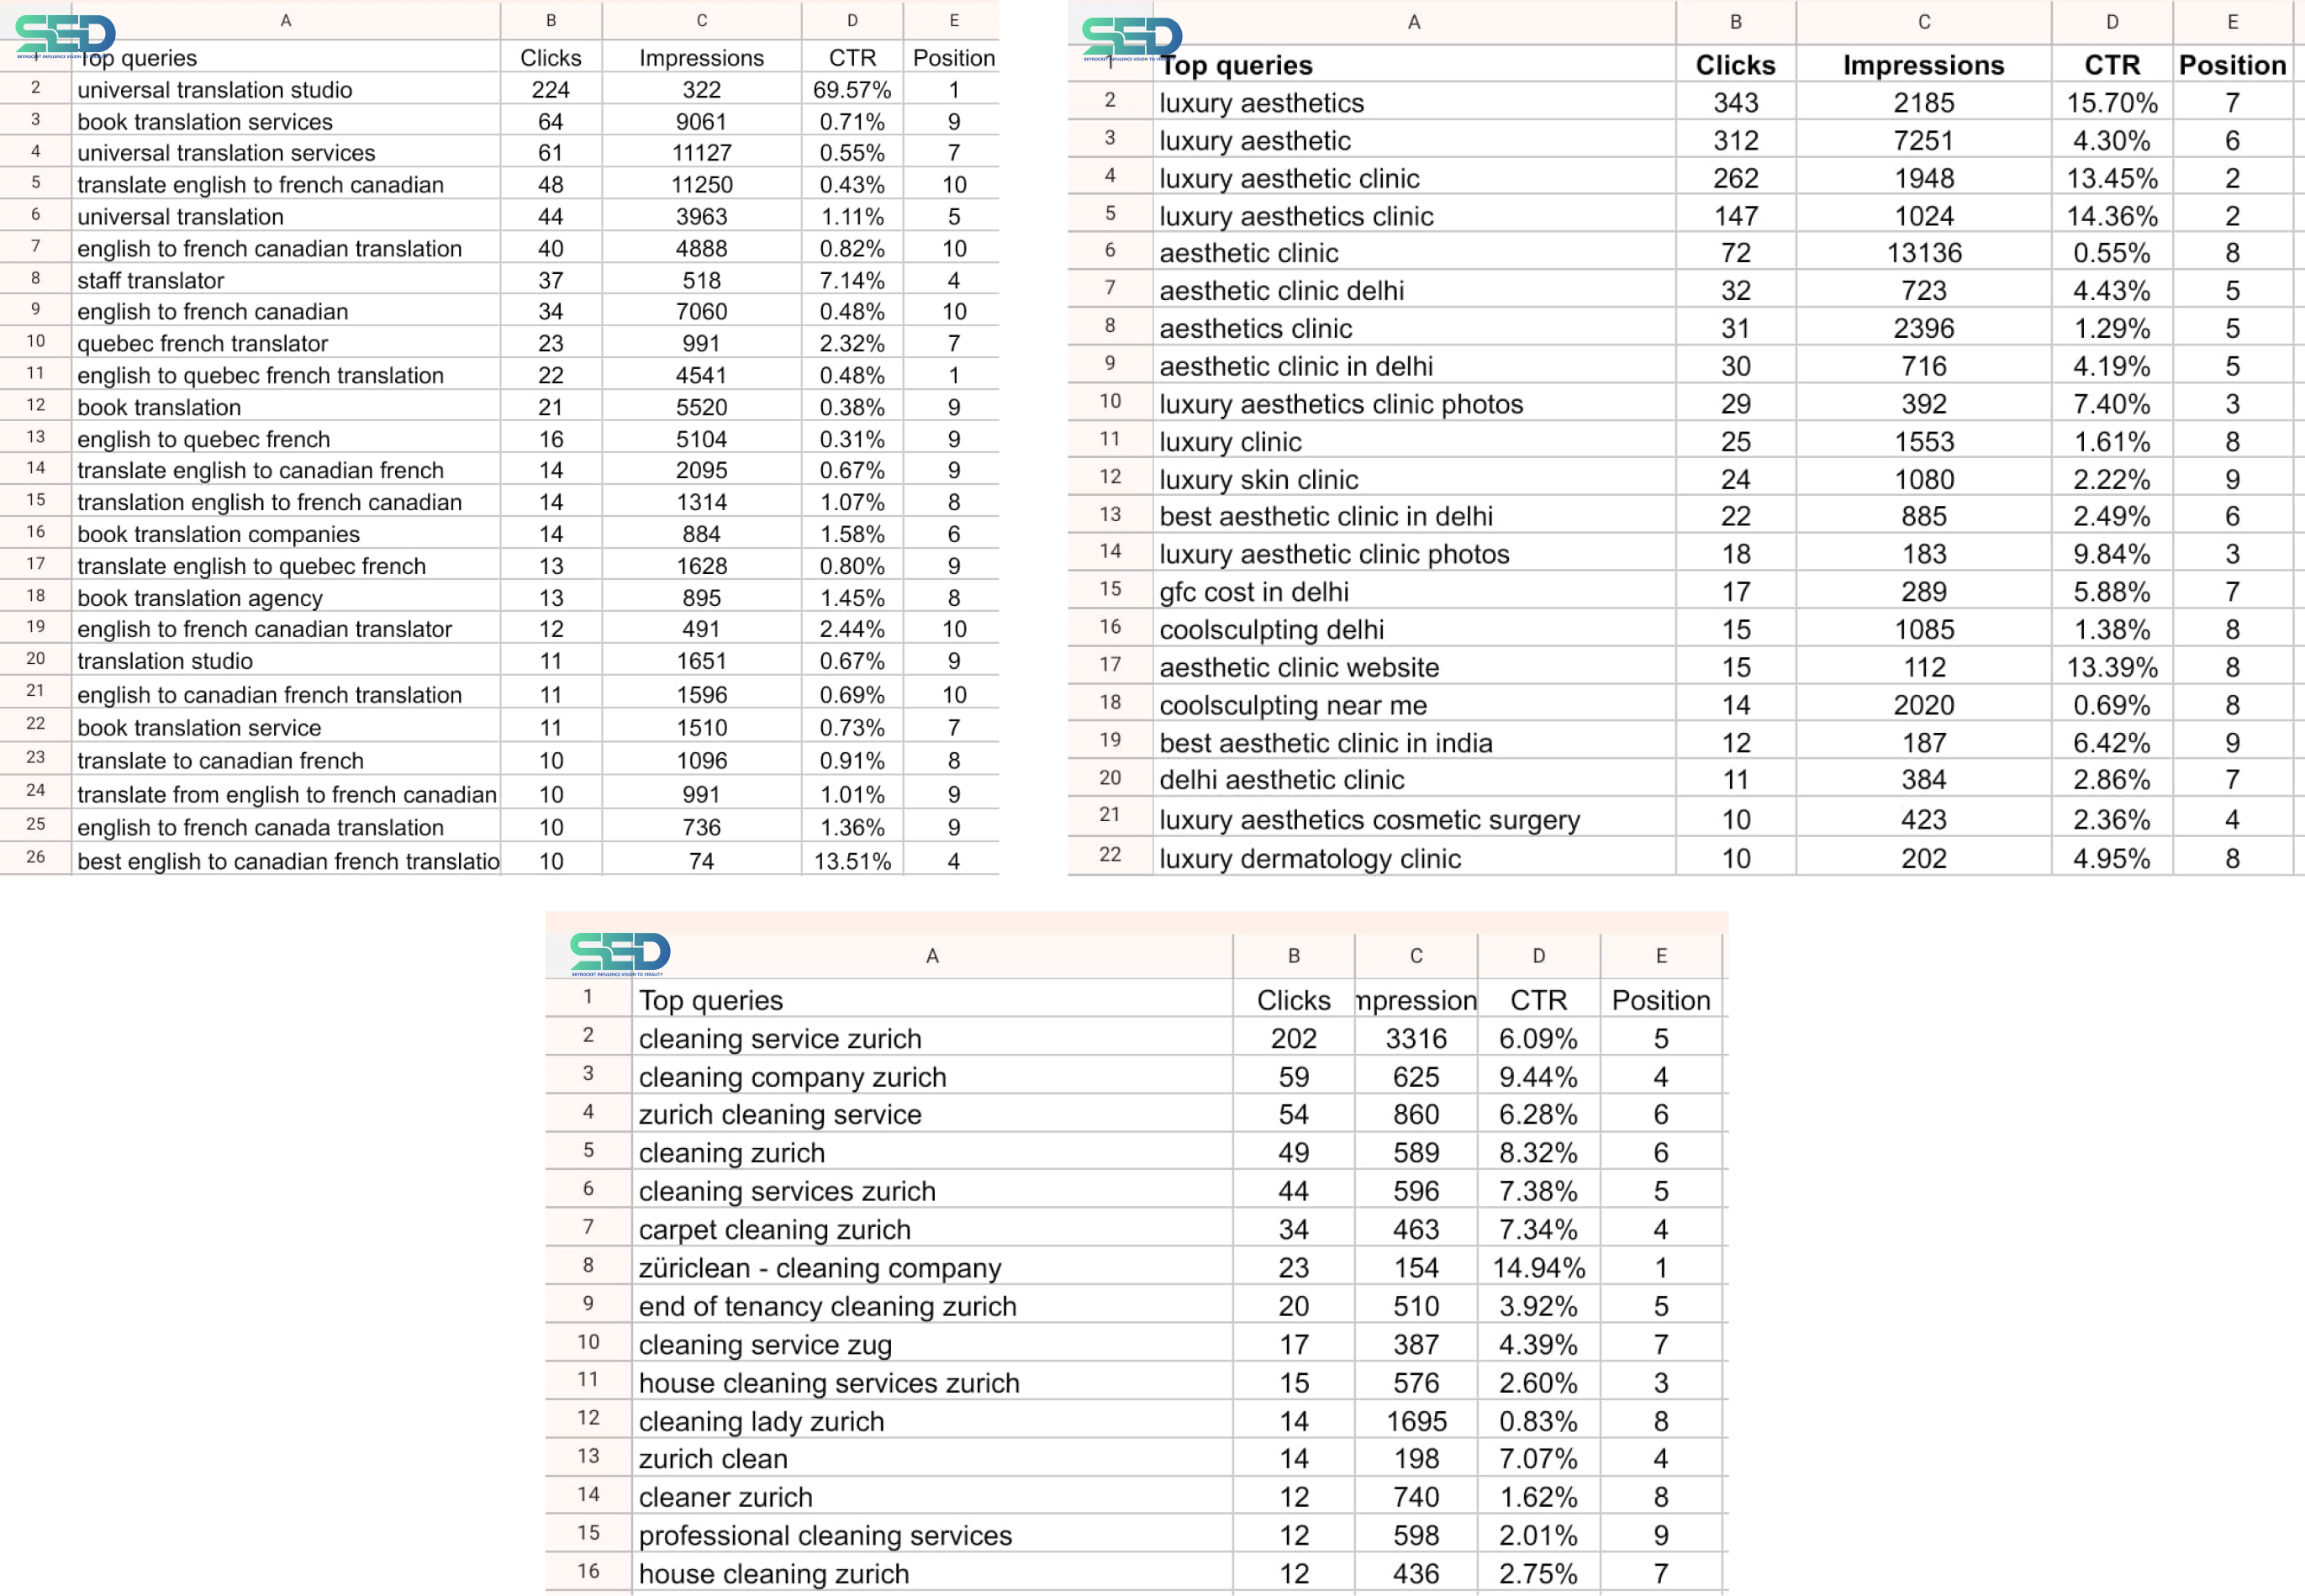 SED
SKYROCKET INFULENCE VISION TO VIRALITY
A B C D E
1 Top queries Clicks Impressions CTR Position
2 universal translation studio 224 322 69.57% 1
3 book translation services 64 9061 0.71% 9
4 universal translation services 61 11127 0.55% 7
5 translate english to french canadian 48 11250 0.43% 10
6 universal translation 44 3963 1.11% 5
7 english to french canadian translation 40 4888 0.82% 10
8 staff translator 37 518 7.14% 4
9 english to french canadian 34 7060 0.48% 10
10 quebec french translator 23 991 2.32% 7
11 english to quebec french translation 22 4541 0.48% 1
12 book translation 21 5520 0.38% 9
13 english to quebec french 16 5104 0.31% 9
14 translate english to canadian french 14 2095 0.67% 9
15 translation english to french canadian 14 1314 1.07% 8
16 book translation companies 14 884 1.58% 6
17 translate english to quebec french 13 1628 0.80% 9
18 book translation agency 13 895 1.45% 8
19 english to french canadian translator 12 491 2.44% 10
20 translation studio 11 1651 0.67% 9
21 english to canadian french translation 11 1596 0.69% 10
22 book translation service 11 1510 0.73% 7
23 translate to canadian french 10 1096 0.91% 8
24 translate from english to french canadian 10 991 1.01% 9
25 english to french canada translation 10 736 1.36% 9
26 best english to canadian french translatio 10 74 13.51% 4
SED
SKYROCKET INFULENCE VISION TO VIRALITY
A B C D E
1 Top queries Clicks Impressions CTR Position
2 luxury aesthetics 343 2185 15.70% 7
3 luxury aesthetic 312 7251 4.30% 6
4 luxury aesthetic clinic 262 1948 13.45% 2
5 luxury aesthetics clinic 147 1024 14.36% 2
6 aesthetic clinic 72 13136 0.55% 8
7 aesthetic clinic delhi 32 723 4.43% 5
8 aesthetics clinic 31 2396 1.29% 5
9 aesthetic clinic in delhi 30 716 4.19% 5
10 luxury aesthetics clinic photos 29 392 7.40% 3
11 luxury clinic 25 1553 1.61% 8
12 luxury skin clinic 24 1080 2.22% 9
13 best aesthetic clinic in delhi 22 885 2.49% 6
14 luxury aesthetic clinic photos 18 183 9.84% 3
15 gfc cost in delhi 17 289 5.88% 7
16 coolsculpting delhi 15 1085 1.38% 8
17 aesthetic clinic website 15 112 13.39% 8
18 coolsculpting near me 14 2020 0.69% 8
19 best aesthetic clinic in india 12 187 6.42% 9
20 delhi aesthetic clinic 11 384 2.86% 7
21 luxury aesthetics cosmetic surgery 10 423 2.36% 4
22 luxury dermatology clinic 10 202 4.95% 8
SED
SKYROCKET INFULENCE VISION TO VIRALITY
A B C D E
1 Top queries Clicks mpression CTR Position
2 cleaning service zurich 202 3316 6.09% 5
3 cleaning company zurich 59 625 9.44% 4
4 zurich cleaning service 54 860 6.28% 6
5 cleaning zurich 49 589 8.32% 6
6 cleaning services zurich 44 596 7.38% 5
7 carpet cleaning zurich 34 463 7.34% 4
8 züriclean - cleaning company 23 154 14.94% 1
9 end of tenancy cleaning zurich 20 510 3.92% 5
10 cleaning service zug 17 387 4.39% 7
11 house cleaning services zurich 15 576 2.60% 3
12 cleaning lady zurich 14 1695 0.83% 8
13 zurich clean 14 198 7.07% 4
14 cleaner zurich 12 740 1.62% 8
15 professional cleaning services 12 598 2.01% 9
16 house cleaning zurich 12 436 2.75% 7